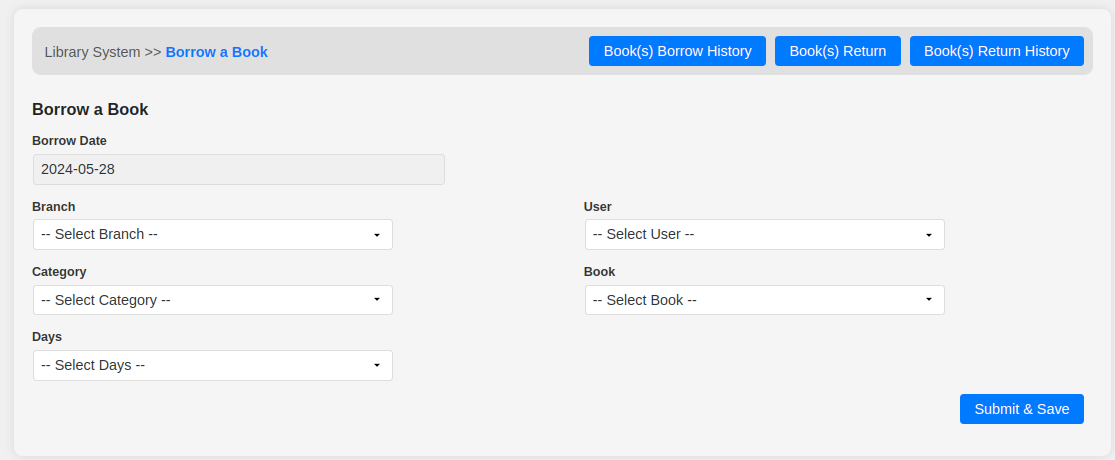 Library System >> Borrow a Book
Book(s) Borrow History
Book(s) Return
Book(s) Return History
Borrow a Book
Borrow Date
2024-05-28
Branch
User
-- Select Branch --
-- Select User --
Category
Book
-- Select Category --
-- Select Book --
Days
-- Select Days --
Submit & Save